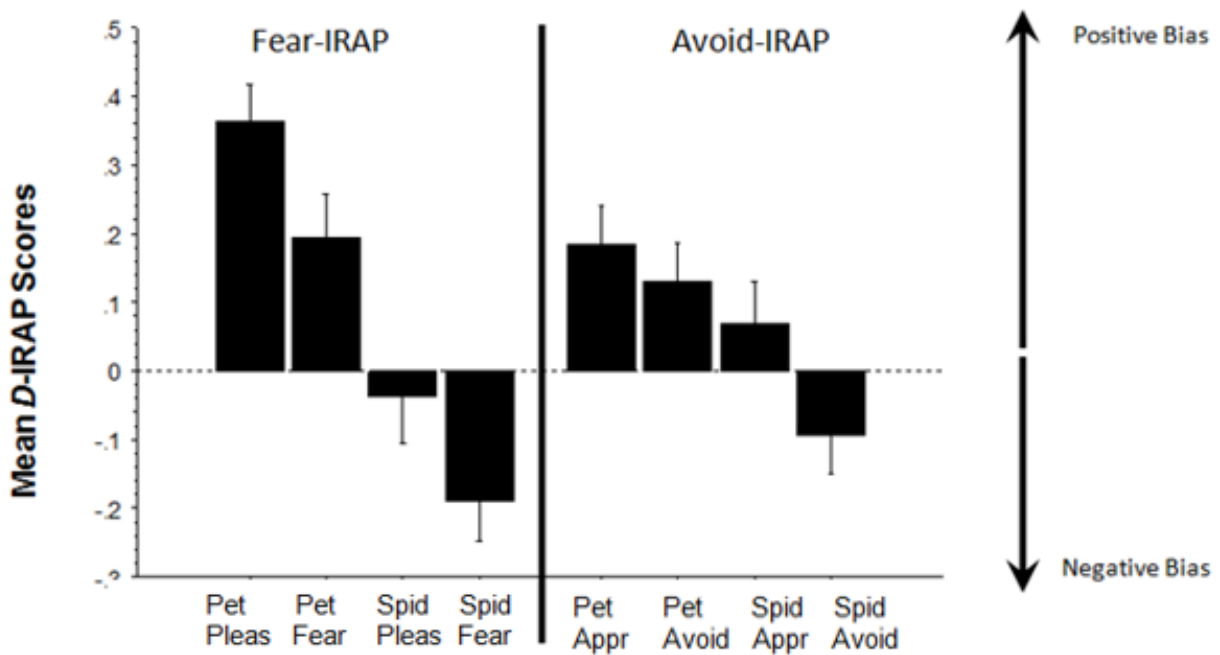 Fear-IRAP
Avoid-IRAP
Positive Bias
Negative Bias
Mean D-IRAP Scores
.5
.4
.3
.2
.1
0
-.1
-.2
Pet
Pleas
Pet
Fear
Spid
Pleas
Spid
Fear
Pet
Appr
Pet
Avoid
Spid
Appr
Spid
Avoid